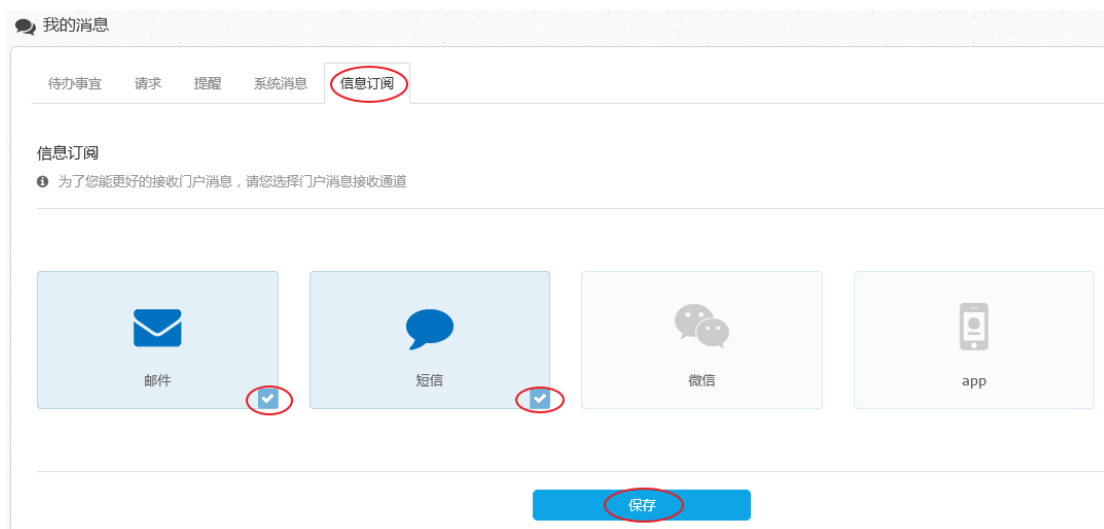 我的消息
待办事宜 请求 提醒 系统消息 信息订阅
信息订阅
为了您能更好的接收门户消息，请您选择门户消息接收通道
邮件 短信 微信 app
保存